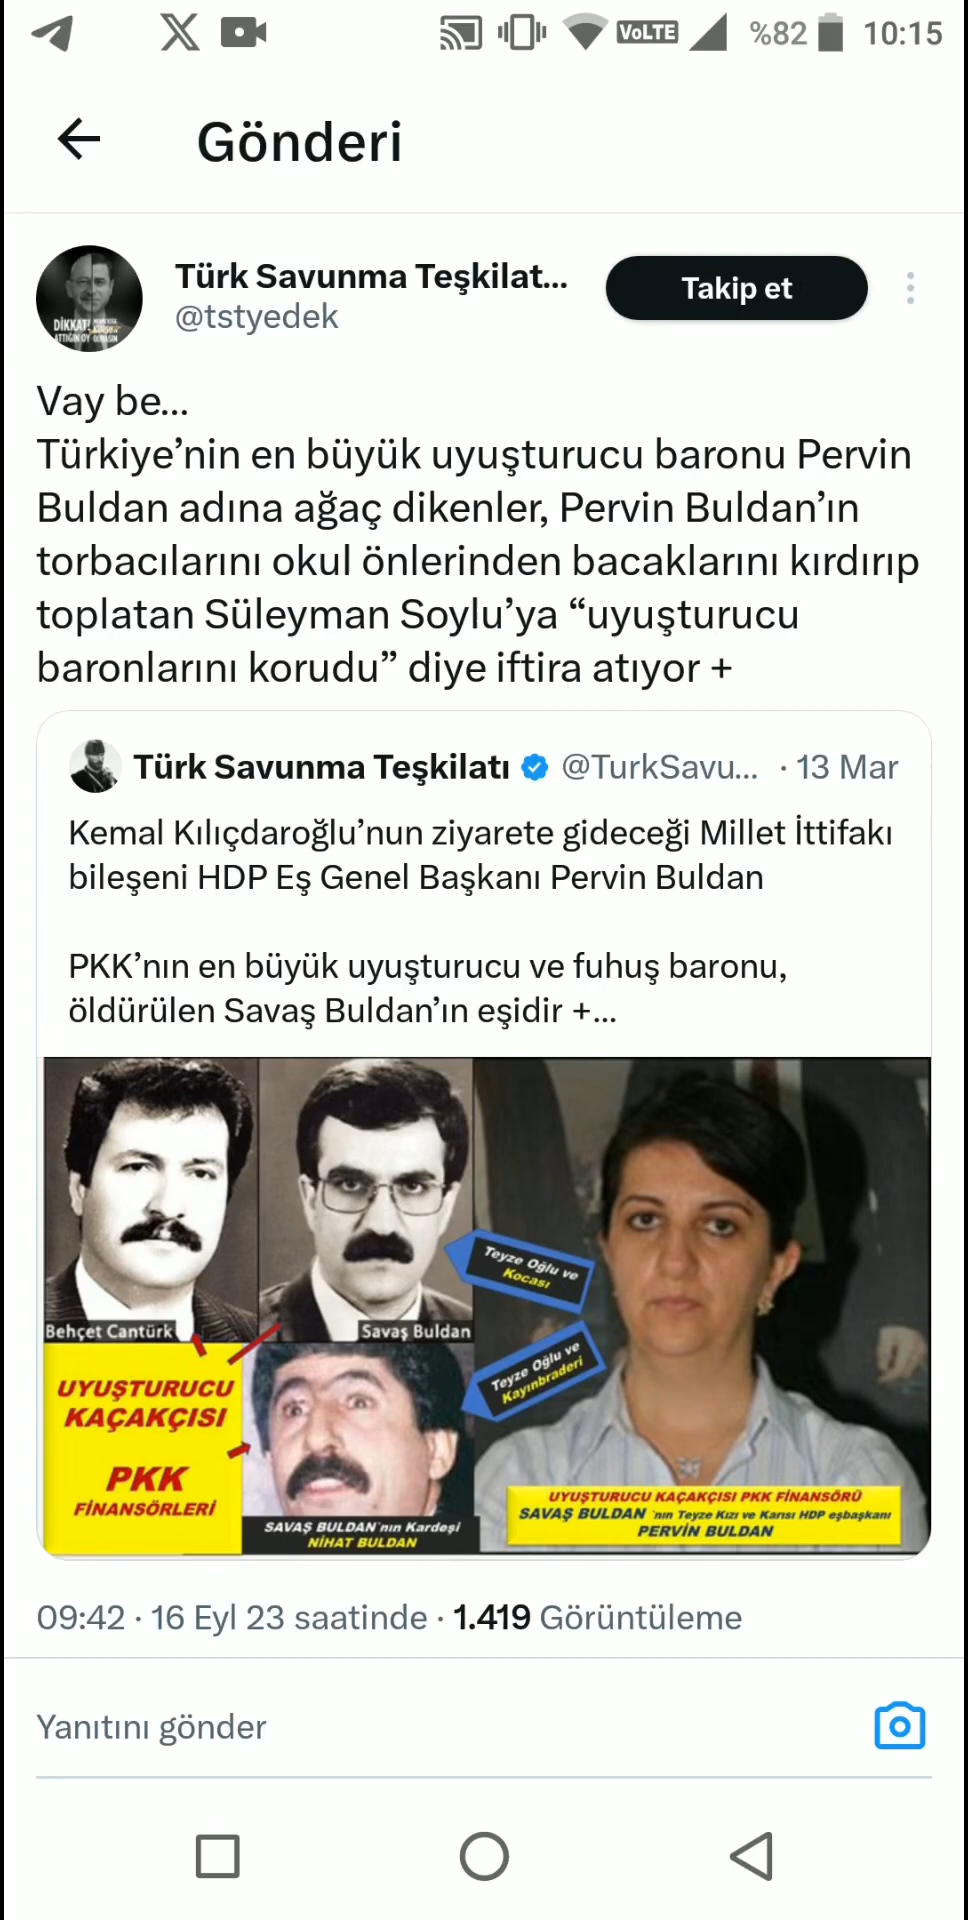 %82 10:15
VoLTE
Gönderi
Türk Savunma Teşkilat...
@tstyedek
Takip et
DİKKAT!
ATTIĞIN OY
Vay be...
Türkiye’nin en büyük uyuşturucu baronu Pervin
Buldan adına ağaç dikenler, Pervin Buldan’ın
torbacılarını okul önlerinden bacaklarını kırdırıp
toplatan Süleyman Soylu’ya “uyuşturucu
baronlarını korudu” diye iftira atıyor +
Türk Savunma Teşkilatı @TurkSavu... · 13 Mar
Kemal Kılıçdaroğlu’nun ziyarete gideceği Millet İttifakı
bileşeni HDP Eş Genel Başkanı Pervin Buldan
PKK’nın en büyük uyuşturucu ve fuhuş baronu,
öldürülen Savaş Buldan’ın eşidir +...
Teyze Oğlu ve
Kocası
Behçet Cantürk
Savaş Buldan
Teyze Oğlu ve
Kayınbraderi
UYUŞTURUCU
KAÇAKÇISI
PKK
FİNANSÖRLERİ
SAVAŞ BULDAN'nın Kardeşi
NİHAT BULDAN
UYUŞTURUCU KAÇAKÇISI PKK FİNANSÖRÜ
SAVAŞ BULDAN 'nın Teyze Kızı ve Karısı HDP eşbaşkanı
PERVİN BULDAN
09:42 · 16 Eyl 23 saatinde · 1.419 Görüntüleme
Yanıtını gönder